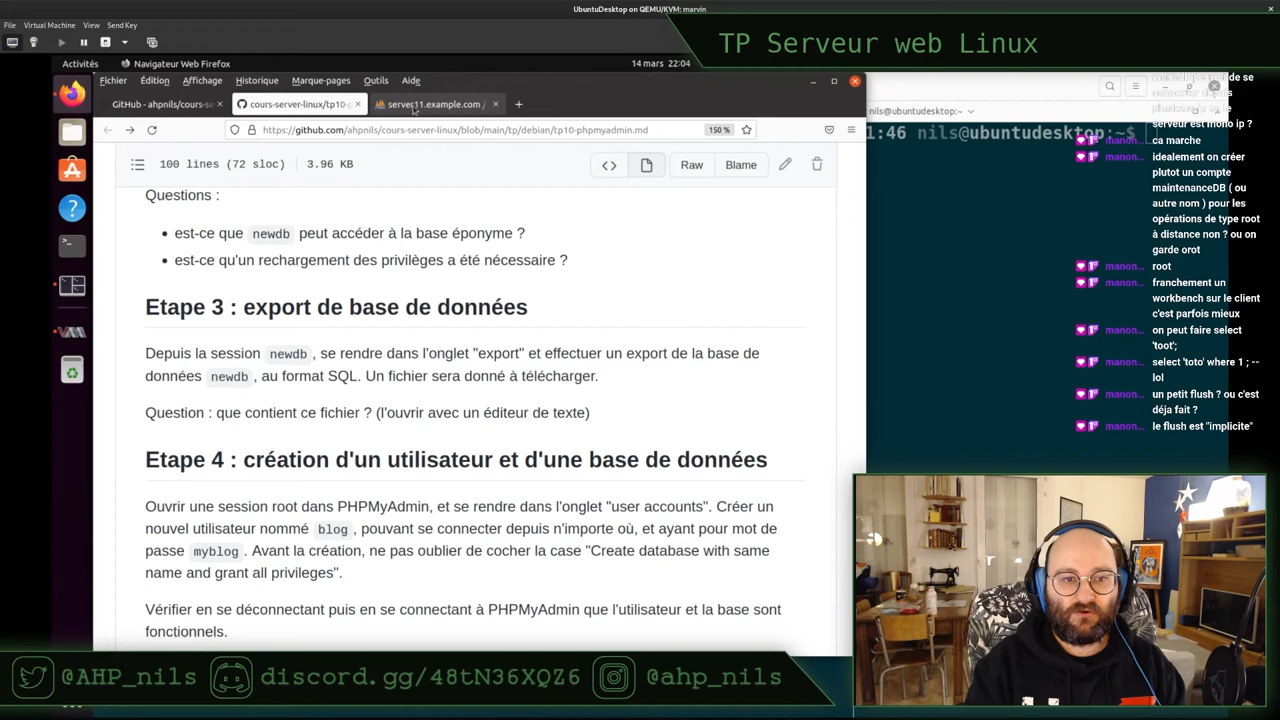 UbuntuDesktop on QEMU/KVM: marvin
File Virtual Machine View Send Key
TP Serveur web Linux
Activités Navigateur Web Firefox 14 mars 22:04
Fichier Édition Affichage Historique Marque-pages Outils Aide
GitHub - ahpnils/cours-se
cours-server-linux/tp10-p
server11.example.com /
https://github.com/ahpnils/cours-server-linux/blob/main/tp/debian/tp10-phpmyadmin.md 150 %
100 lines (72 sloc) 3.96 KB Raw Blame
Questions :
est-ce que newdb peut accéder à la base éponyme ?
est-ce qu'un rechargement des privilèges a été nécessaire ?
Etape 3 : export de base de données
Depuis la session newdb, se rendre dans l'onglet "export" et effectuer un export de la base de
données newdb, au format SQL. Un fichier sera donné à télécharger.
Question : que contient ce fichier ? (l'ouvrir avec un éditeur de texte)
Etape 4 : création d'un utilisateur et d'une base de données
Ouvrir une session root dans PHPMyAdmin, et se rendre dans l'onglet "user accounts". Créer un
nouvel utilisateur nommé blog, pouvant se connecter depuis n'importe où, et ayant pour mot de
passe myblog. Avant la création, ne pas oublier de cocher la case "Create database with same
name and grant all privileges".
Vérifier en se déconnectant puis en se connectant à PHPMyAdmin que l'utilisateur et la base sont
fonctionnels.
nils@ubuntudesktop: ~
1:46 nils@ubuntudesktop:~$
serveur est mono ip ?
manon... ca marche
manon... idealement on créer
plutot un compte
maintenanceDB ( ou
autre nom ) pour les
opérations de type root
à distance non ? ou on
garde orot
manon... root
manon... franchement un
workbench sur le client
c'est parfois mieux
manon... on peut faire select
'toot';
manon... select 'toto' where 1 ; --
lol
manon... un petit flush ? ou c'est
déja fait ?
manon... le flush est "implicite"
@AHP_nils discord.gg/48tN36XQZ6 @ahp_nils